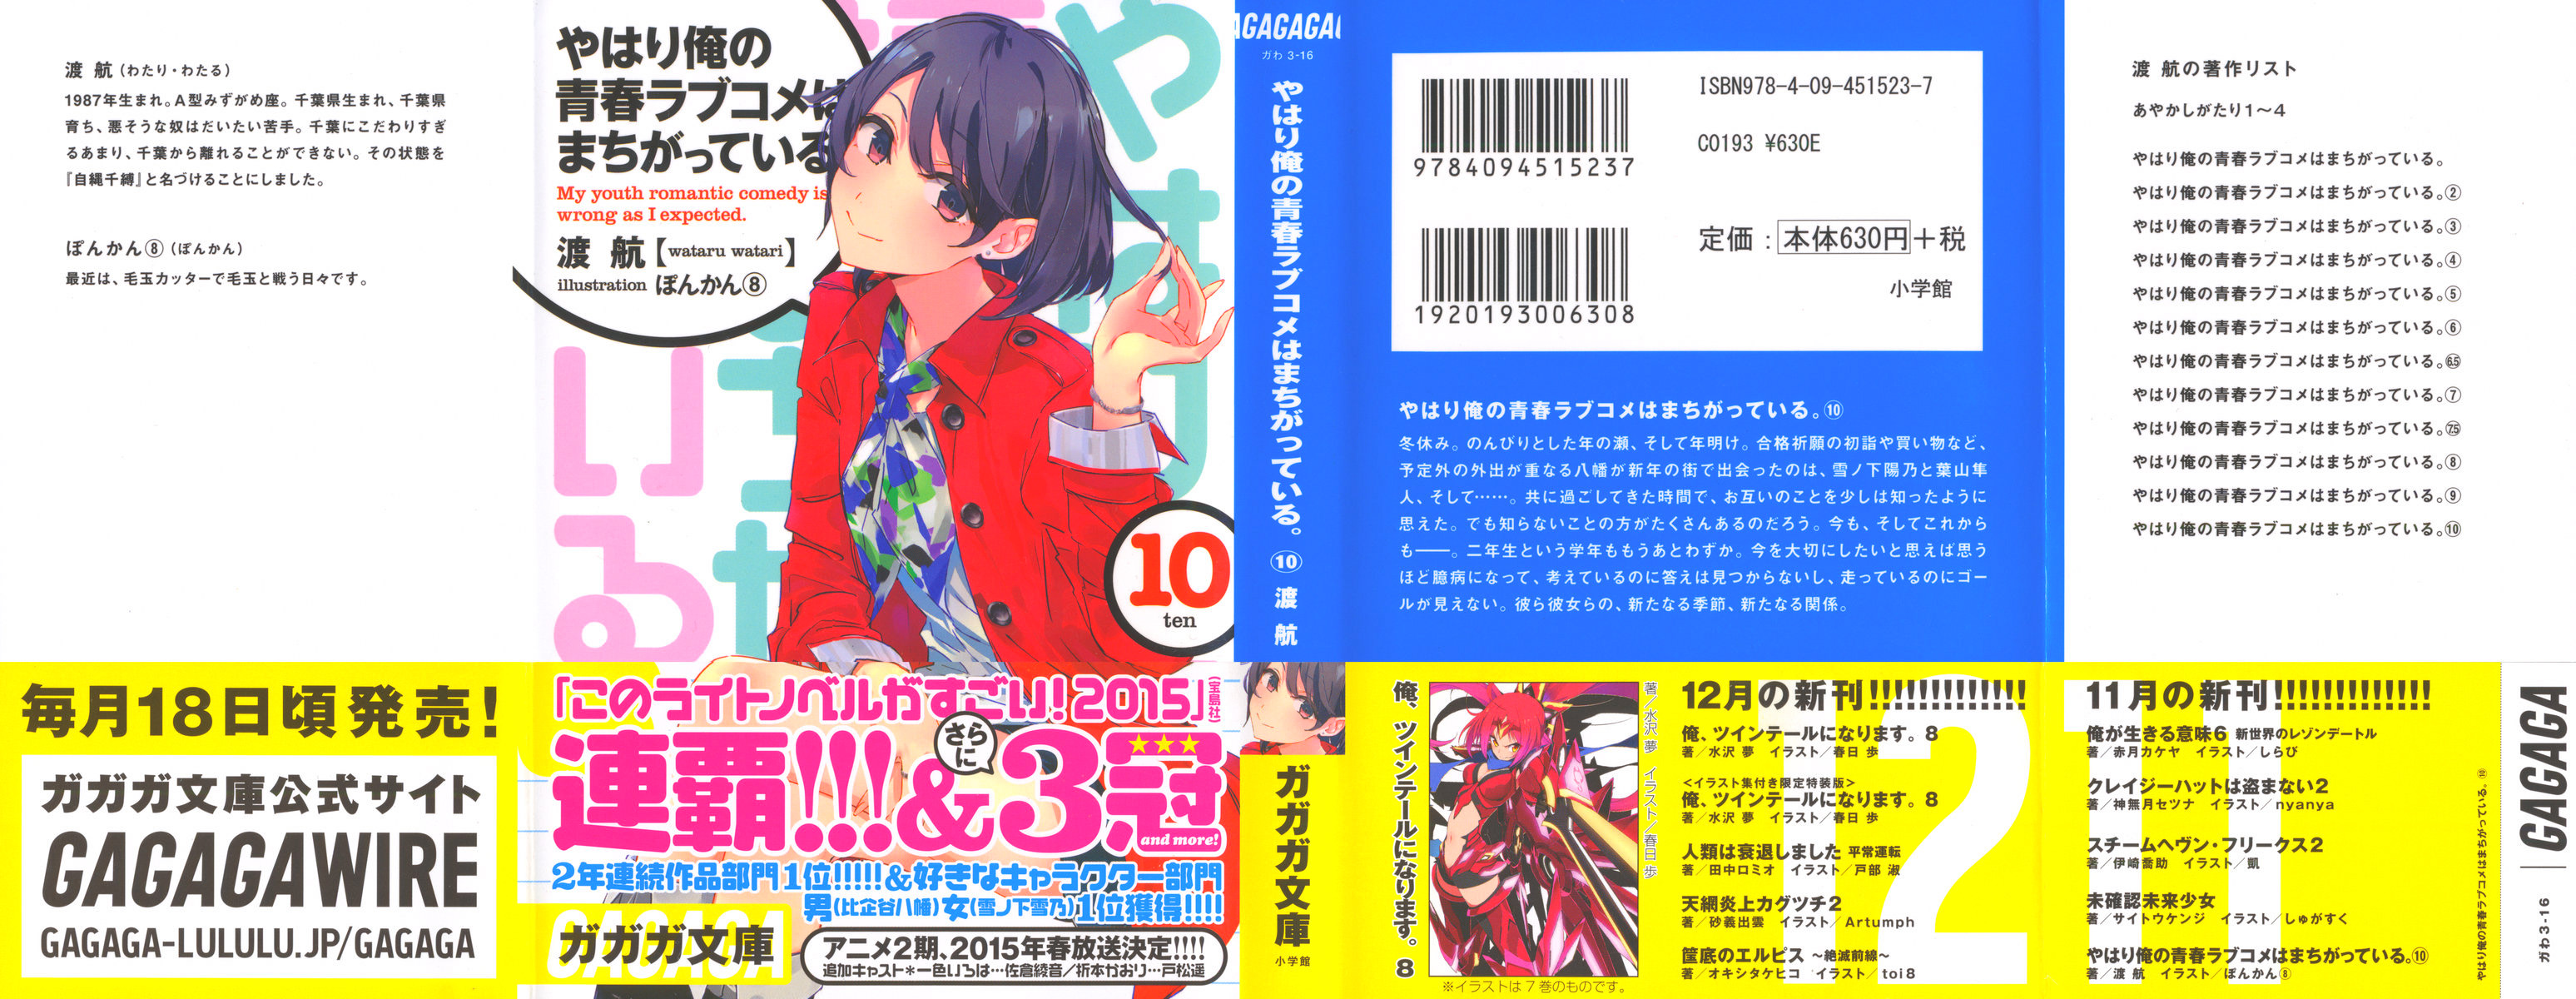 渡 航（わたり・わたる）
1987年生まれ。A型みずがめ座。千葉県生まれ、千葉県
育ち、悪そうな奴はだいたい苦手。千葉にこだわりすぎ
るあまり、千葉から離れることができない。その状態を
『自縄千縛』と名づけることにしました。
ぽんかん⑧（ぽんかん）
最近は、毛玉カッターで毛玉と戦う日々です。
やはり俺の
青春ラブコメは
まちがっている
My youth romantic comedy is
wrong as I expected.
渡 航【wataru watari】
illustration ぽんかん⑧
10
ten
GAGAGAGA
ガわ 3-16
やはり俺の青春ラブコメはまちがっている。⑩ 渡 航
9784094515237
1920193006308
ISBN978-4-09-451523-7
C0193 ¥630E
定価：本体630円＋税
小学館
やはり俺の青春ラブコメはまちがっている。⑩
冬休み。のんびりとした年の瀬、そして年明け。合格祈願の初詣や買い物など、
予定外の外出が重なる八幡が新年の街で出会ったのは、雪ノ下陽乃と葉山隼
人、そして……。共に過ごしてきた時間で、お互いのことを少しは知ったように
思えた。でも知らないことの方がたくさんあるのだろう。今も、そしてこれから
も――。二年生という学年ももうあとわずか。今を大切にしたいと思えば思う
ほど臆病になって、考えているのに答えは見つからないし、走っているのにゴー
ルが見えない。彼ら彼女らの、新たなる季節、新たなる関係。
渡 航の著作リスト
あやかしがたり1〜4
やはり俺の青春ラブコメはまちがっている。
やはり俺の青春ラブコメはまちがっている。②
やはり俺の青春ラブコメはまちがっている。③
やはり俺の青春ラブコメはまちがっている。④
やはり俺の青春ラブコメはまちがっている。⑤
やはり俺の青春ラブコメはまちがっている。⑥
やはり俺の青春ラブコメはまちがっている。6.5
やはり俺の青春ラブコメはまちがっている。⑦
やはり俺の青春ラブコメはまちがっている。7.5
やはり俺の青春ラブコメはまちがっている。⑧
やはり俺の青春ラブコメはまちがっている。⑨
やはり俺の青春ラブコメはまちがっている。⑩
毎月18日頃発売!
ガガガ文庫公式サイト
GAGAGAWIRE
GAGAGA-LULULU.JP/GAGAGA
「このライトノベルがすごい!2015」（宝島社）
連覇!!!さらに&3冠
and more!
2年連続作品部門1位!!!!!&好きなキャラクター部門
男（比企谷八幡）女（雪ノ下雪乃）1位獲得!!!!
ガガガ文庫
アニメ2期、2015年春放送決定!!!!
追加キャスト＊一色いろは…佐倉綾音／折本かおり…戸松遥
ガガガ文庫
小学館
俺、ツインテールになります。 8
著／水沢 夢 イラスト／春日 歩
※イラストは7巻のものです。
12月の新刊!!!!!!!!!!!!!
俺、ツインテールになります。 8
著／水沢 夢 イラスト／春日 歩
＜イラスト集付き限定特装版＞
俺、ツインテールになります。 8
著／水沢 夢 イラスト／春日 歩
人類は衰退しました 平常運転
著／田中ロミオ イラスト／戸部 淑
天網炎上カグツチ2
著／砂義出雲 イラスト／Artumph
筺底のエルピス 〜絶滅前線〜
著／オキシタケヒコ イラスト／toi8
12
11月の新刊!!!!!!!!!!!!!
俺が生きる意味6 新世界のレゾンデートル
著／赤月カケヤ イラスト／しらび
クレイジーハットは盗まない2
著／神無月セツナ イラスト／nyanya
スチームヘヴン・フリークス2
著／伊崎喬助 イラスト／凱
未確認未来少女
著／サイトウケンジ イラスト／しゅがすく
やはり俺の青春ラブコメはまちがっている。⑩
著／渡 航 イラスト／ぽんかん⑧
11
やはり俺の青春ラブコメはまちがっている。⑩
GAGAGA
ガわ3-16